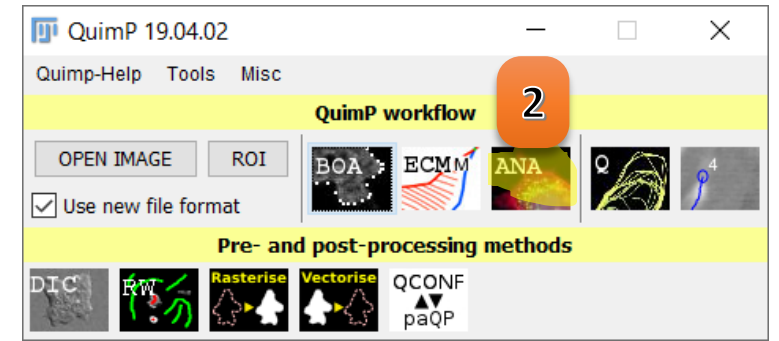 QuimP 19.04.02
Quimp-Help Tools Misc
2
QuimP workflow
OPEN IMAGE ROI BOA ECMM ANA Q 4
Use new file format
Pre- and post-processing methods
DIC RW Rasterise Vectorise QCONF
paQP